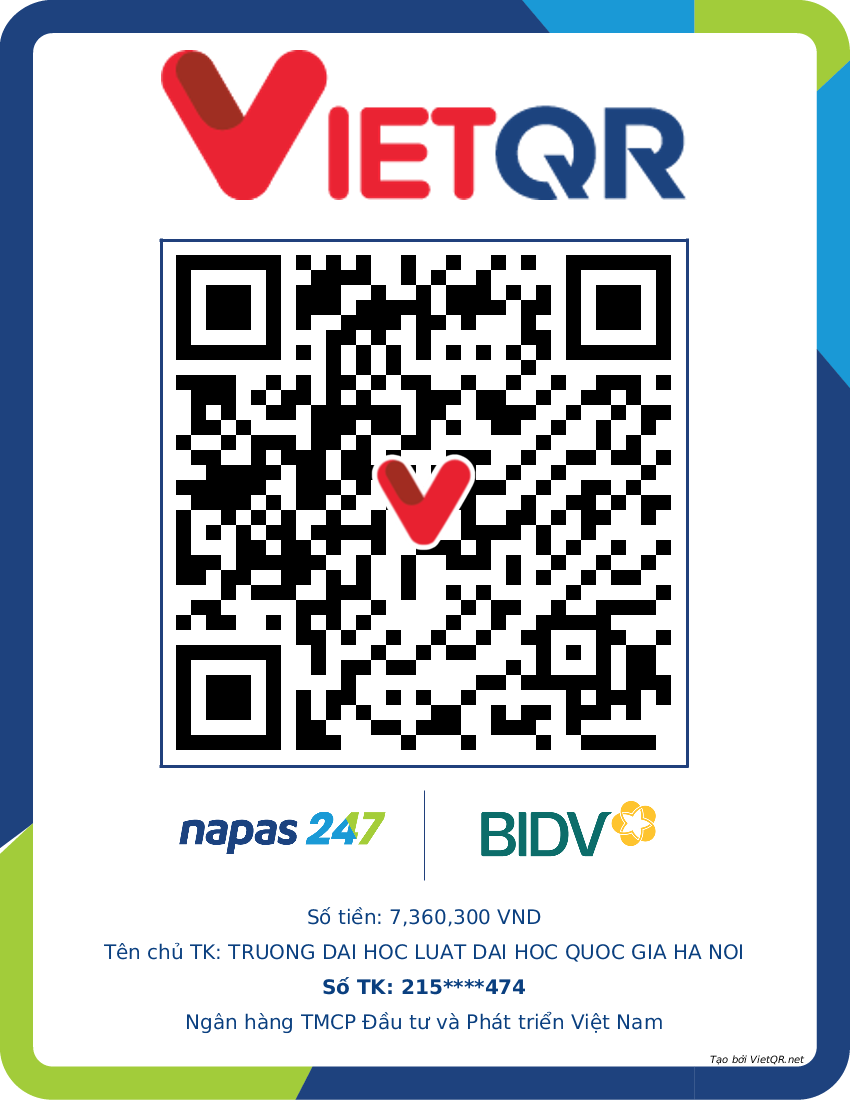 VIETQR
napas 247
BIDV
Số tiền: 7,360,300 VND
Tên chủ TK: TRUONG DAI HOC LUAT DAI HOC QUOC GIA HA NOI
Số TK: 215****474
Ngân hàng TMCP Đầu tư và Phát triển Việt Nam
Tạo bởi VietQR.net